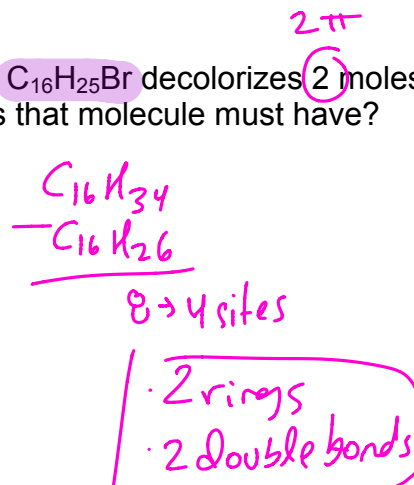 2π
C₁₆H₂₅Br decolorizes 2 moles
s that molecule must have?
C₁₆H₃₄
− C₁₆H₂₆
8 → 4 sites
· 2 rings
· 2 double bonds